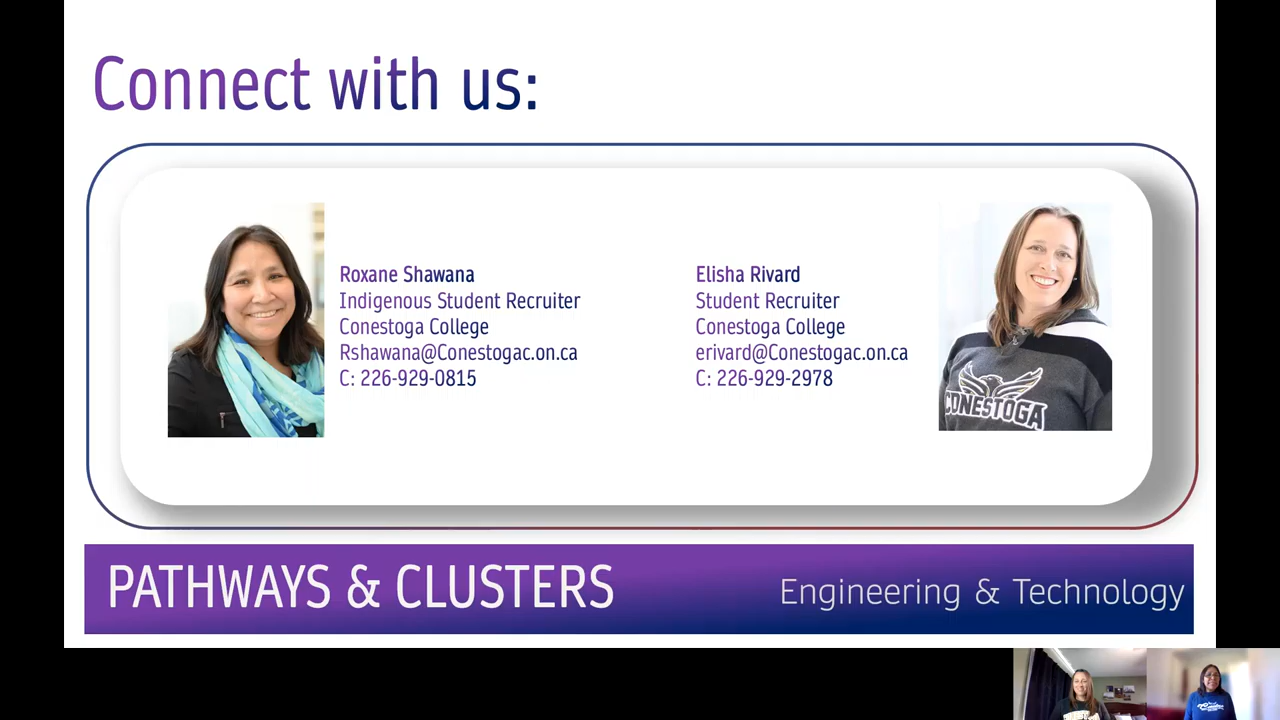 Connect with us:
Roxane Shawana
Indigenous Student Recruiter
Conestoga College
Rshawana@Conestogac.on.ca
C: 226-929-0815
Elisha Rivard
Student Recruiter
Conestoga College
erivard@Conestogac.on.ca
C: 226-929-2978
CONESTOGA
PATHWAYS & CLUSTERS
Engineering & Technology